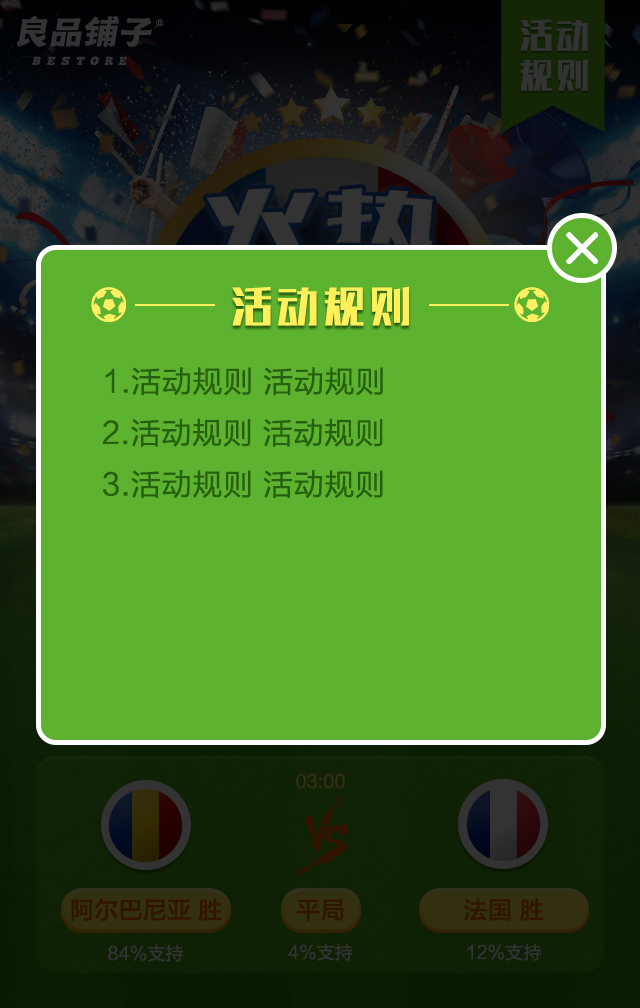 良品铺子®
BESTORE
活动
规则
火热
活动规则
1.活动规则 活动规则
2.活动规则 活动规则
3.活动规则 活动规则
03:00
VS
阿尔巴尼亚 胜
平局
法国 胜
84%支持
4%支持
12%支持